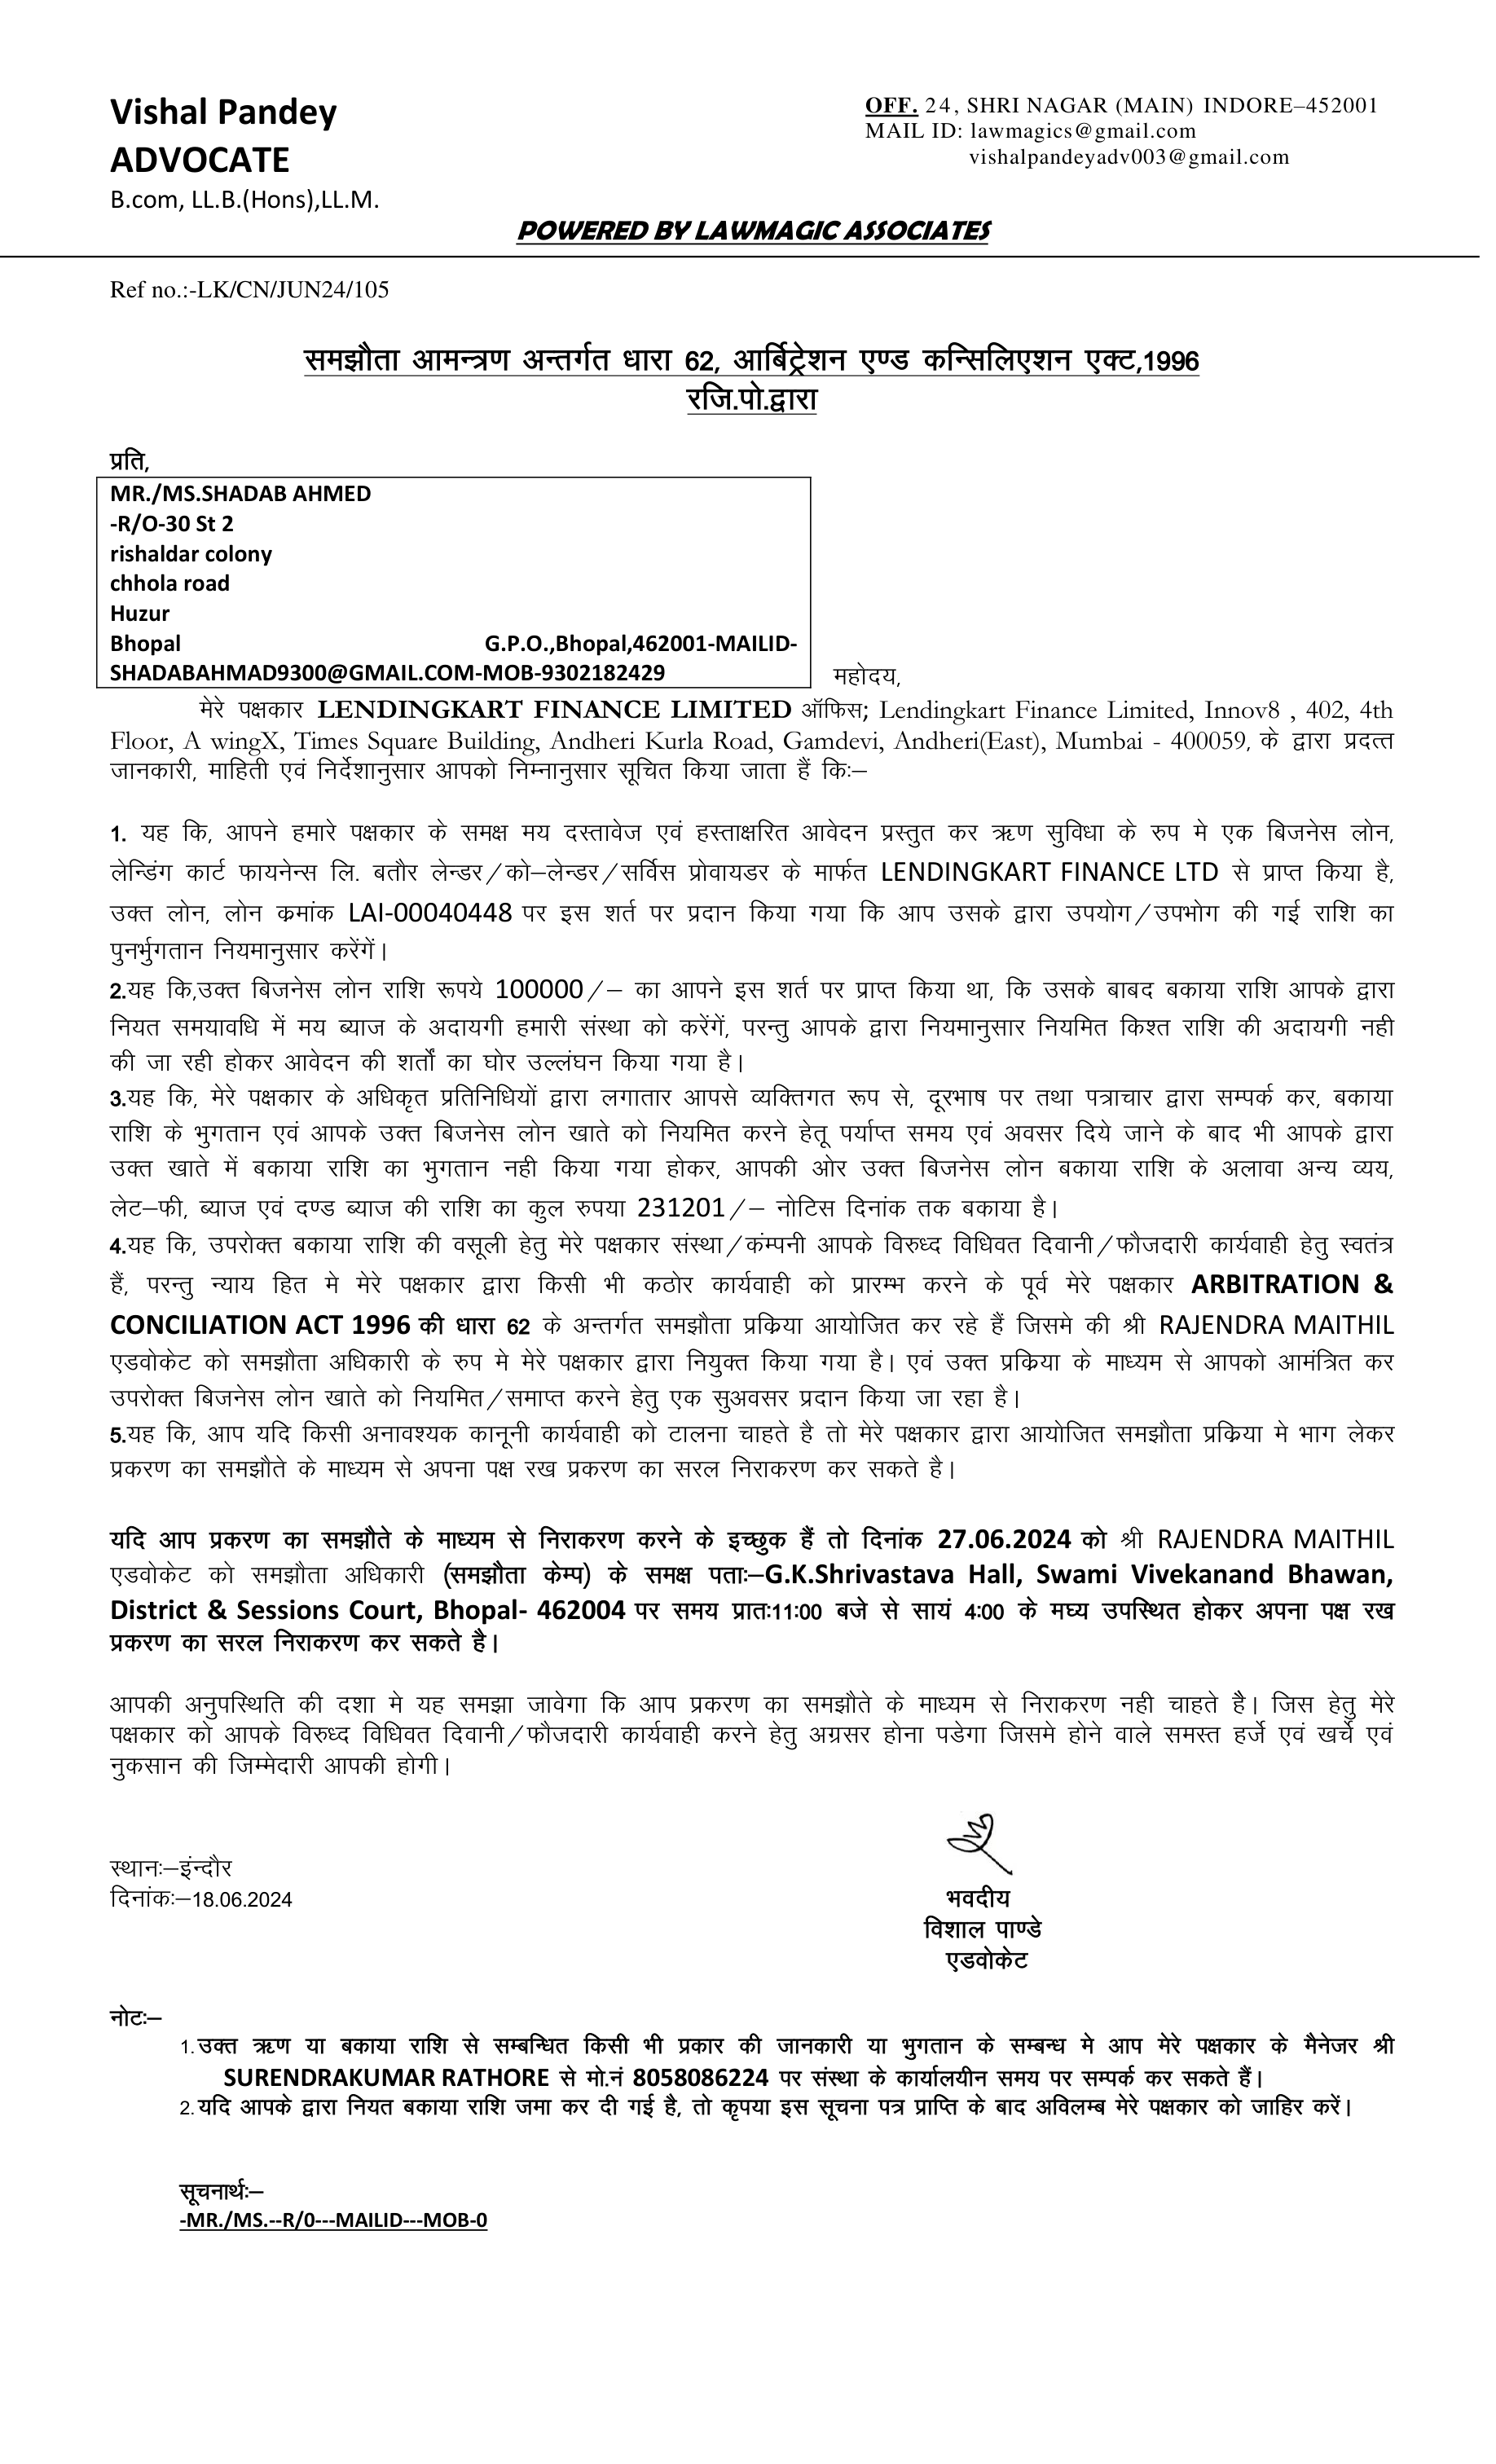 Vishal Pandey
ADVOCATE
B.com, LL.B.(Hons),LL.M.
OFF. 24, SHRI NAGAR (MAIN) INDORE–452001
MAIL ID: lawmagics@gmail.com
vishalpandeyadv003@gmail.com
POWERED BY LAWMAGIC ASSOCIATES
Ref no.:-LK/CN/JUN24/105
समझौता आमन्त्रण अन्तर्गत धारा 62, आर्बिट्रेशन एण्ड कन्सिलिएशन एक्ट,1996
रजि.पो.द्वारा
प्रति,
MR./MS.SHADAB AHMED
-R/O-30 St 2
rishaldar colony
chhola road
Huzur
Bhopal G.P.O.,Bhopal,462001-MAILID-
SHADABAHMAD9300@GMAIL.COM-MOB-9302182429
महोदय,
मेरे पक्षकार LENDINGKART FINANCE LIMITED ऑफिस; Lendingkart Finance Limited, Innov8 , 402, 4th
Floor, A wingX, Times Square Building, Andheri Kurla Road, Gamdevi, Andheri(East), Mumbai - 400059, के द्वारा प्रदत्त
जानकारी, माहिती एवं निर्देशानुसार आपको निम्नानुसार सूचित किया जाता हैं किः–
1. यह कि, आपने हमारे पक्षकार के समक्ष मय दस्तावेज एवं हस्ताक्षरित आवेदन प्रस्तुत कर ऋण सुविधा के रुप मे एक बिजनेस लोन,
लेन्डिंग कार्ट फायनेन्स लि. बतौर लेन्डर/को–लेन्डर/सर्विस प्रोवायडर के मार्फत LENDINGKART FINANCE LTD से प्राप्त किया है,
उक्त लोन, लोन क्रमांक LAI-00040448 पर इस शर्त पर प्रदान किया गया कि आप उसके द्वारा उपयोग/उपभोग की गई राशि का
पुनर्भुगतान नियमानुसार करेंगें।
2.यह कि,उक्त बिजनेस लोन राशि रूपये 100000/– का आपने इस शर्त पर प्राप्त किया था, कि उसके बाबद बकाया राशि आपके द्वारा
नियत समयावधि में मय ब्याज के अदायगी हमारी संस्था को करेंगें, परन्तु आपके द्वारा नियमानुसार नियमित किश्त राशि की अदायगी नही
की जा रही होकर आवेदन की शर्तों का घोर उल्लंघन किया गया है।
3.यह कि, मेरे पक्षकार के अधिकृत प्रतिनिधियों द्वारा लगातार आपसे व्यक्तिगत रूप से, दूरभाष पर तथा पत्राचार द्वारा सम्पर्क कर, बकाया
राशि के भुगतान एवं आपके उक्त बिजनेस लोन खाते को नियमित करने हेतू पर्याप्त समय एवं अवसर दिये जाने के बाद भी आपके द्वारा
उक्त खाते में बकाया राशि का भुगतान नही किया गया होकर, आपकी ओर उक्त बिजनेस लोन बकाया राशि के अलावा अन्य व्यय,
लेट–फी, ब्याज एवं दण्ड ब्याज की राशि का कुल रुपया 231201/– नोटिस दिनांक तक बकाया है।
4.यह कि, उपरोक्त बकाया राशि की वसूली हेतु मेरे पक्षकार संस्था/कंम्पनी आपके विरुध्द विधिवत दिवानी/फौजदारी कार्यवाही हेतु स्वतंत्र
हैं, परन्तु न्याय हित मे मेरे पक्षकार द्वारा किसी भी कठोर कार्यवाही को प्रारम्भ करने के पूर्व मेरे पक्षकार ARBITRATION &
CONCILIATION ACT 1996 की धारा 62 के अन्तर्गत समझौता प्रक्रिया आयोजित कर रहे हैं जिसमे की श्री RAJENDRA MAITHIL
एडवोकेट को समझौता अधिकारी के रुप मे मेरे पक्षकार द्वारा नियुक्त किया गया है। एवं उक्त प्रक्रिया के माध्यम से आपको आमंत्रित कर
उपरोक्त बिजनेस लोन खाते को नियमित/समाप्त करने हेतु एक सुअवसर प्रदान किया जा रहा है।
5.यह कि, आप यदि किसी अनावश्यक कानूनी कार्यवाही को टालना चाहते है तो मेरे पक्षकार द्वारा आयोजित समझौता प्रक्रिया मे भाग लेकर
प्रकरण का समझौते के माध्यम से अपना पक्ष रख प्रकरण का सरल निराकरण कर सकते है।
यदि आप प्रकरण का समझौते के माध्यम से निराकरण करने के इच्छुक हैं तो दिनांक 27.06.2024 को श्री RAJENDRA MAITHIL
एडवोकेट को समझौता अधिकारी (समझौता केम्प) के समक्ष पताः–G.K.Shrivastava Hall, Swami Vivekanand Bhawan,
District & Sessions Court, Bhopal- 462004 पर समय प्रातः11:00 बजे से सायं 4:00 के मघ्य उपस्थित होकर अपना पक्ष रख
प्रकरण का सरल निराकरण कर सकते है।
आपकी अनुपस्थिति की दशा मे यह समझा जावेगा कि आप प्रकरण का समझौते के माध्यम से निराकरण नही चाहते है। जिस हेतु मेरे
पक्षकार को आपके विरुध्द विधिवत दिवानी/फौजदारी कार्यवाही करने हेतु अग्रसर होना पडेगा जिसमे होने वाले समस्त हर्जे एवं खर्चे एवं
नुकसान की जिम्मेदारी आपकी होगी।
स्थानः–इंन्दौर
दिनांकः–18.06.2024
भवदीय
विशाल पाण्डे
एडवोकेट
नोटः–
1.उक्त ऋण या बकाया राशि से सम्बन्धित किसी भी प्रकार की जानकारी या भुगतान के सम्बन्ध मे आप मेरे पक्षकार के मैनेजर श्री
SURENDRAKUMAR RATHORE से मो.नं 8058086224 पर संस्था के कार्यालयीन समय पर सम्पर्क कर सकते हैं।
2.यदि आपके द्वारा नियत बकाया राशि जमा कर दी गई है, तो कृपया इस सूचना पत्र प्राप्ति के बाद अविलम्ब मेरे पक्षकार को जाहिर करें।
सूचनार्थः–
-MR./MS.--R/0---MAILID---MOB-0